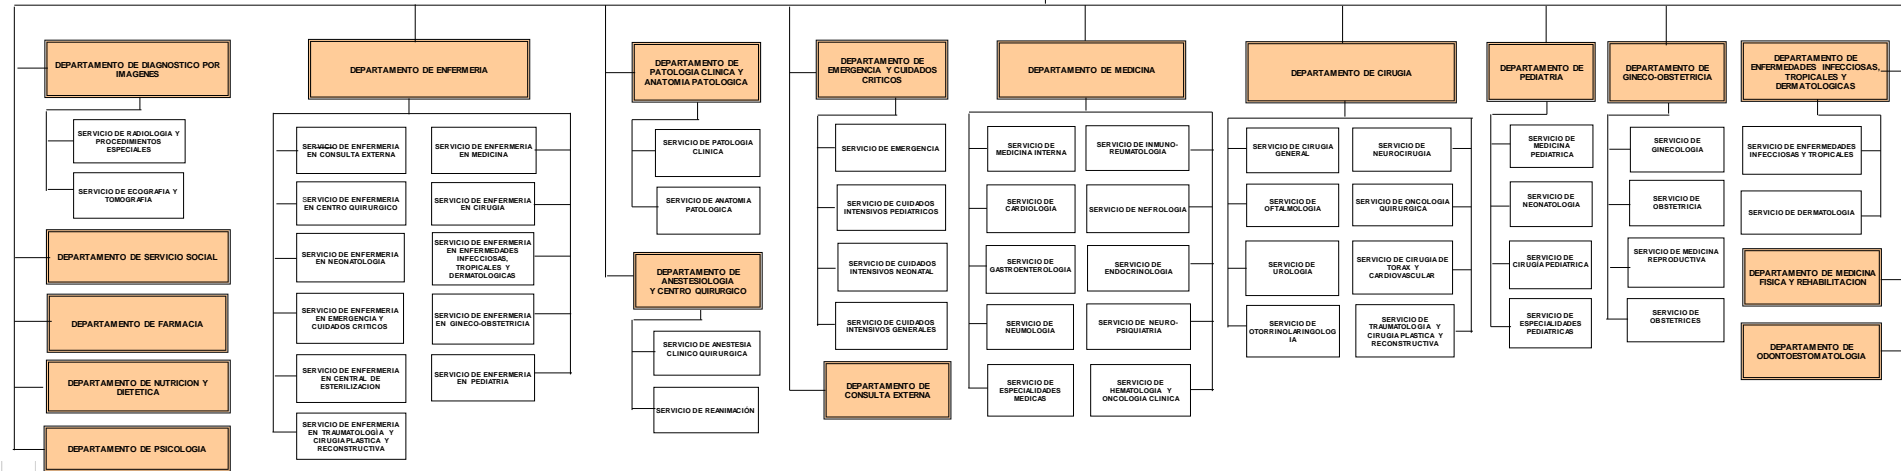 DEPARTAMENTO DE DIAGNOSTICO POR
IMAGENES
SERVICIO DE RADIOLOGIA Y
PROCEDIMIENTOS
ESPECIALES
SERVICIO DE ECOGRAFIA Y
TOMOGRAFIA
DEPARTAMENTO DE SERVICIO SOCIAL
DEPARTAMENTO DE FARMACIA
DEPARTAMENTO DE NUTRICION Y
DIETETICA
DEPARTAMENTO DE PSICOLOGIA
DEPARTAMENTO DE ENFERMERIA
SERVICIO DE ENFERMERIA
EN CONSULTA EXTERNA
SERVICIO DE ENFERMERIA
EN CENTRO QUIRURGICO
SERVICIO DE ENFERMERIA
EN NEONATOLOGIA
SERVICIO DE ENFERMERIA
EN EMERGENCIA Y
CUIDADOS CRITICOS
SERVICIO DE ENFERMERIA
EN CENTRAL DE
ESTERILIZACION
SERVICIO DE ENFERMERIA
EN TRAUMATOLOGÌA Y
CIRUGIA PLASTICA Y
RECONSTRUCTIVA
SERVICIO DE ENFERMERIA
EN MEDICINA
SERVICIO DE ENFERMERIA
EN CIRUGIA
SERVICIO DE ENFERMERIA
EN ENFERMEDADES
INFECCIOSAS,
TROPICALES Y
DERMATOLOGICAS
SERVICIO DE ENFERMERIA
EN GINECO-OBSTETRICIA
SERVICIO DE ENFERMERIA
EN PEDIATRIA
DEPARTAMENTO DE
PATOLOGIA CLINICA Y
ANATOMIA PATOLOGICA
SERVICIO DE PATOLOGIA
CLINICA
SERVICIO DE ANATOMIA
PATOLOGICA
DEPARTAMENTO DE
ANESTESIOLOGIA
Y CENTRO QUIRURGICO
SERVICIO DE ANESTESIA
CLINICO QUIRURGICA
SERVICIO DE REANIMACIÓN
DEPARTAMENTO DE
EMERGENCIA Y CUIDADOS
CRITICOS
SERVICIO DE EMERGENCIA
SERVICIO DE CUIDADOS
INTENSIVOS PEDIATRICOS
SERVICIO DE CUIDADOS
INTENSIVOS NEONATAL
SERVICIO DE CUIDADOS
INTENSIVOS GENERALES
DEPARTAMENTO DE
CONSULTA EXTERNA
DEPARTAMENTO DE MEDICINA
SERVICIO DE
MEDICINA INTERNA
SERVICIO DE
CARDIOLOGIA
SERVICIO DE
GASTROENTEROLOGIA
SERVICIO DE
NEUMOLOGIA
SERVICIO DE
ESPECIALIDADES
MEDICAS
SERVICIO DE INMUNO-
REUMATOLOGIA
SERVICIO DE NEFROLOGIA
SERVICIO DE
ENDOCRINOLOGIA
SERVICIO DE NEURO-
PSIQUIATRIA
SERVICIO DE
HEMATOLOGIA Y
ONCOLOGIA CLINICA
DEPARTAMENTO DE CIRUGIA
SERVICIO DE CIRUGIA
GENERAL
SERVICIO DE
OFTALMOLOGIA
SERVICIO DE
UROLOGIA
SERVICIO DE
OTORRINOLARINGOLOG
IA
SERVICIO DE
NEUROCIRUGIA
SERVICIO DE ONCOLOGIA
QUIRURGICA
SERVICIO DE CIRUGIA DE
TORAX Y
CARDIOVASCULAR
SERVICIO DE
TRAUMATOLOGIA Y
CIRUGIA PLASTICA Y
RECONSTRUCTIVA
DEPARTAMENTO DE
PEDIATRIA
SERVICIO DE
MEDICINA
PEDIATRICA
SERVICIO DE
NEONATOLOGIA
SERVICIO DE
CIRUGÍA PEDIATRICA
SERVICIO DE
ESPECIALIDADES
PEDIATRICAS
DEPARTAMENTO DE
GINECO-OBSTETRICIA
SERVICIO DE
GINECOLOGIA
SERVICIO DE
OBSTETRICIA
SERVICIO DE MEDICINA
REPRODUCTIVA
SERVICIO DE
OBSTETRICES
DEPARTAMENTO DE
ENFERMEDADES INFECCIOSAS,
TROPICALES Y
DERMATOLOGICAS
SERVICIO DE ENFERMEDADES
INFECCIOSAS Y TROPICALES
SERVICIO DE DERMATOLOGIA
DEPARTAMENTO DE MEDICINA
FISICA Y REHABILITACION
DEPARTAMENTO DE
ODONTOESTOMATOLOGIA